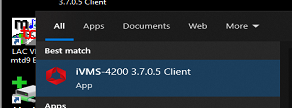 3.7.0.5 Client
All Apps Documents Web More
Best match
iVMS-4200 3.7.0.5 Client
App
LAC V
mtd9 E
Apps